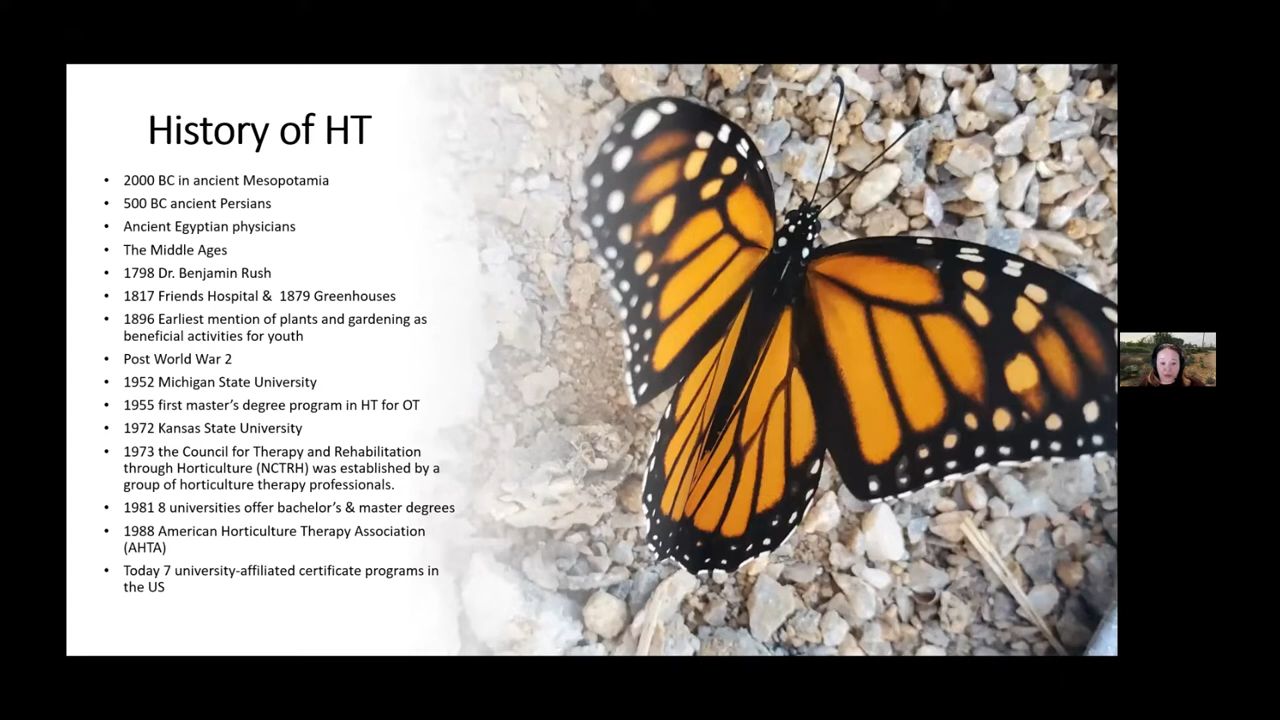 History of HT
• 2000 BC in ancient Mesopotamia
• 500 BC ancient Persians
• Ancient Egyptian physicians
• The Middle Ages
• 1798 Dr. Benjamin Rush
• 1817 Friends Hospital &  1879 Greenhouses
• 1896 Earliest mention of plants and gardening as
beneficial activities for youth
• Post World War 2
• 1952 Michigan State University
• 1955 first master’s degree program in HT for OT
• 1972 Kansas State University
• 1973 the Council for Therapy and Rehabilitation
through Horticulture (NCTRH) was established by a
group of horticulture therapy professionals.
• 1981 8 universities offer bachelor’s & master degrees
• 1988 American Horticulture Therapy Association
(AHTA)
• Today 7 university-affiliated certificate programs in
the US